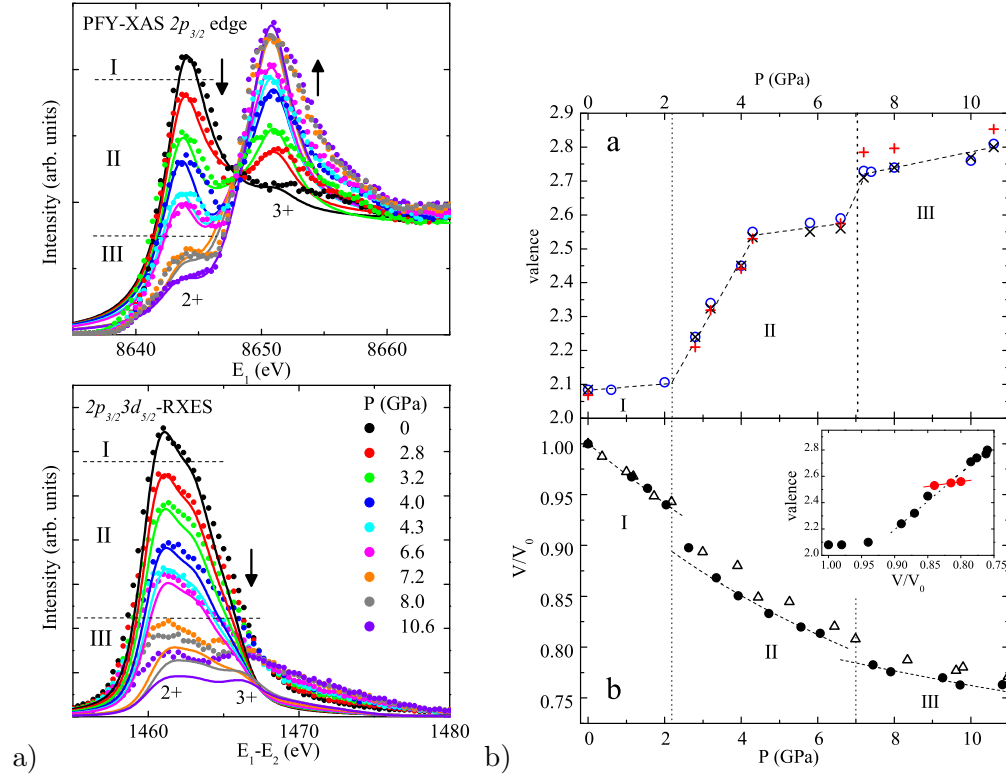 PFY-XAS 2p3/2 edge
I
II
III
3+
2+
Intensity (arb. units)
8640 8650 8660
E1 (eV)
2p3/2 3d5/2-RXES
P (GPa)
0
2.8
3.2
4.0
4.3
6.6
7.2
8.0
10.6
I
II
III
2+
3+
Intensity (arb. units)
1460 1470 1480
E1-E2 (eV)
a)
P (GPa)
0 2 4 6 8 10
a
2.9
2.8
2.7
2.6
2.5
2.4
2.3
2.2
2.1
2.0
valence
I
II
III
b
1.00
0.95
0.90
0.85
0.80
0.75
V/V0
I
II
III
2.8
2.6
2.4
2.2
2.0
valence
1.00 0.95 0.90 0.85 0.80 0.75
V/V0
0 2 4 6 8 10
P (GPa)
b)